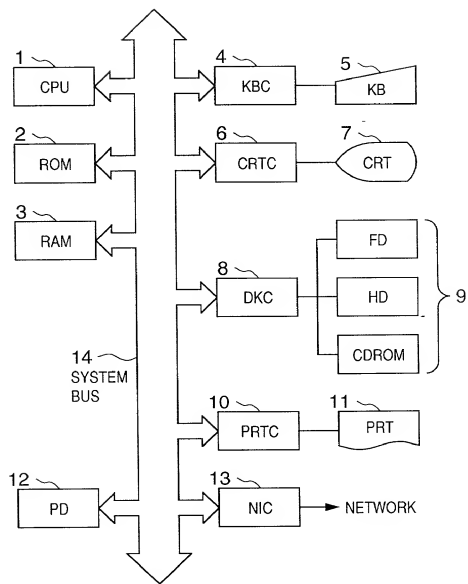 1
CPU
2
ROM
3
RAM
14
SYSTEM
BUS
12
PD
4
KBC
5
KB
6
CRTC
7
CRT
8
DKC
FD
HD
CDROM
9
10
PRTC
11
PRT
13
NIC
NETWORK